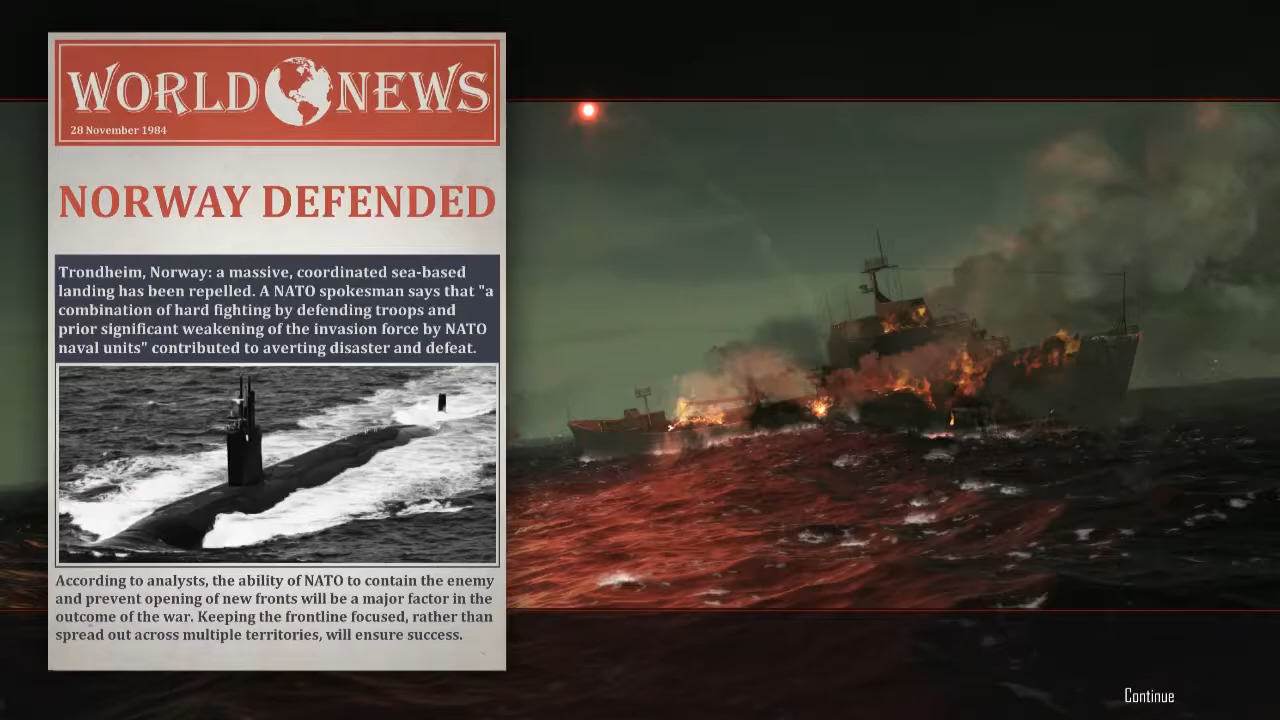 WORLD NEWS
28 November 1984
NORWAY DEFENDED
Trondheim, Norway: a massive, coordinated sea-based
landing has been repelled. A NATO spokesman says that "a
combination of hard fighting by defending troops and
prior significant weakening of the invasion force by NATO
naval units" contributed to averting disaster and defeat.
According to analysts, the ability of NATO to contain the enemy
and prevent opening of new fronts will be a major factor in the
outcome of the war. Keeping the frontline focused, rather than
spread out across multiple territories, will ensure success.
Continue